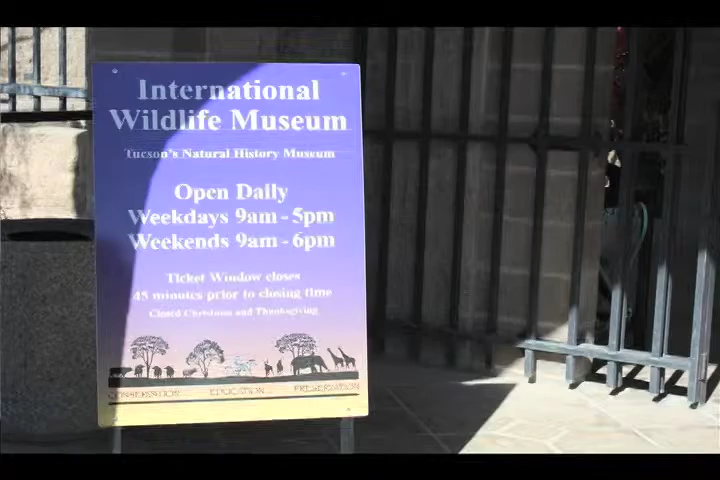 International
Wildlife Museum
Tucson's Natural History Museum
Open Daily
Weekdays 9am - 5pm
Weekends 9am - 6pm
Ticket Window closes
45 minutes prior to closing time
Closed Christmas and Thanksgiving
CONSERVATION EDUCATION PRESERVATION